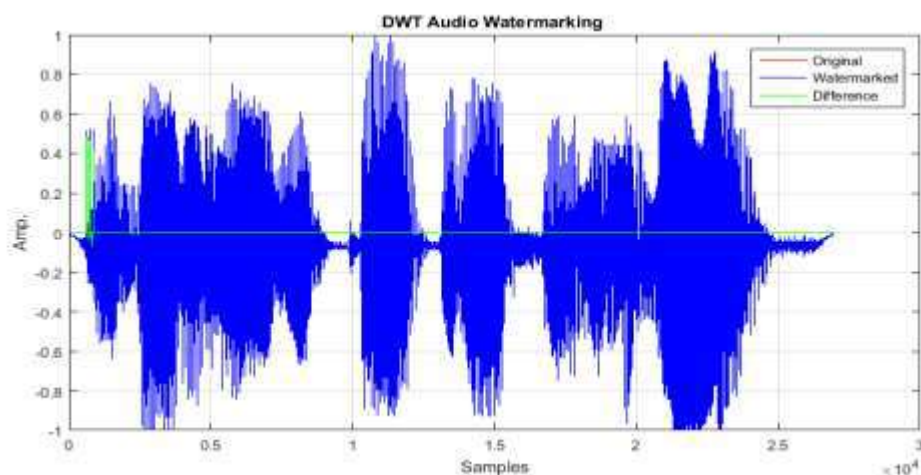 DWT Audio Watermarking
1
0.8
0.6
0.4
0.2
0
-0.2
-0.4
-0.6
-0.8
-1
Amp,
Original
Watermarked
Difference
0 0.5 1 1.5 2 2.5 3
× 10⁴
Samples